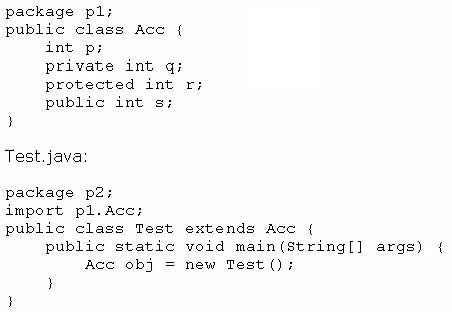 package p1;
public class Acc {
    int p;
    private int q;
    protected int r;
    public int s;
}
Test.java:
package p2;
import p1.Acc;
public class Test extends Acc {
    public static void main(String[] args) {
        Acc obj = new Test();
    }
}